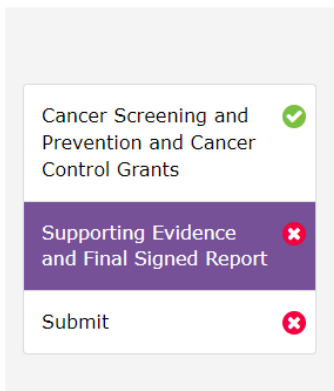 Cancer Screening and
Prevention and Cancer
Control Grants
Supporting Evidence
and Final Signed Report
Submit